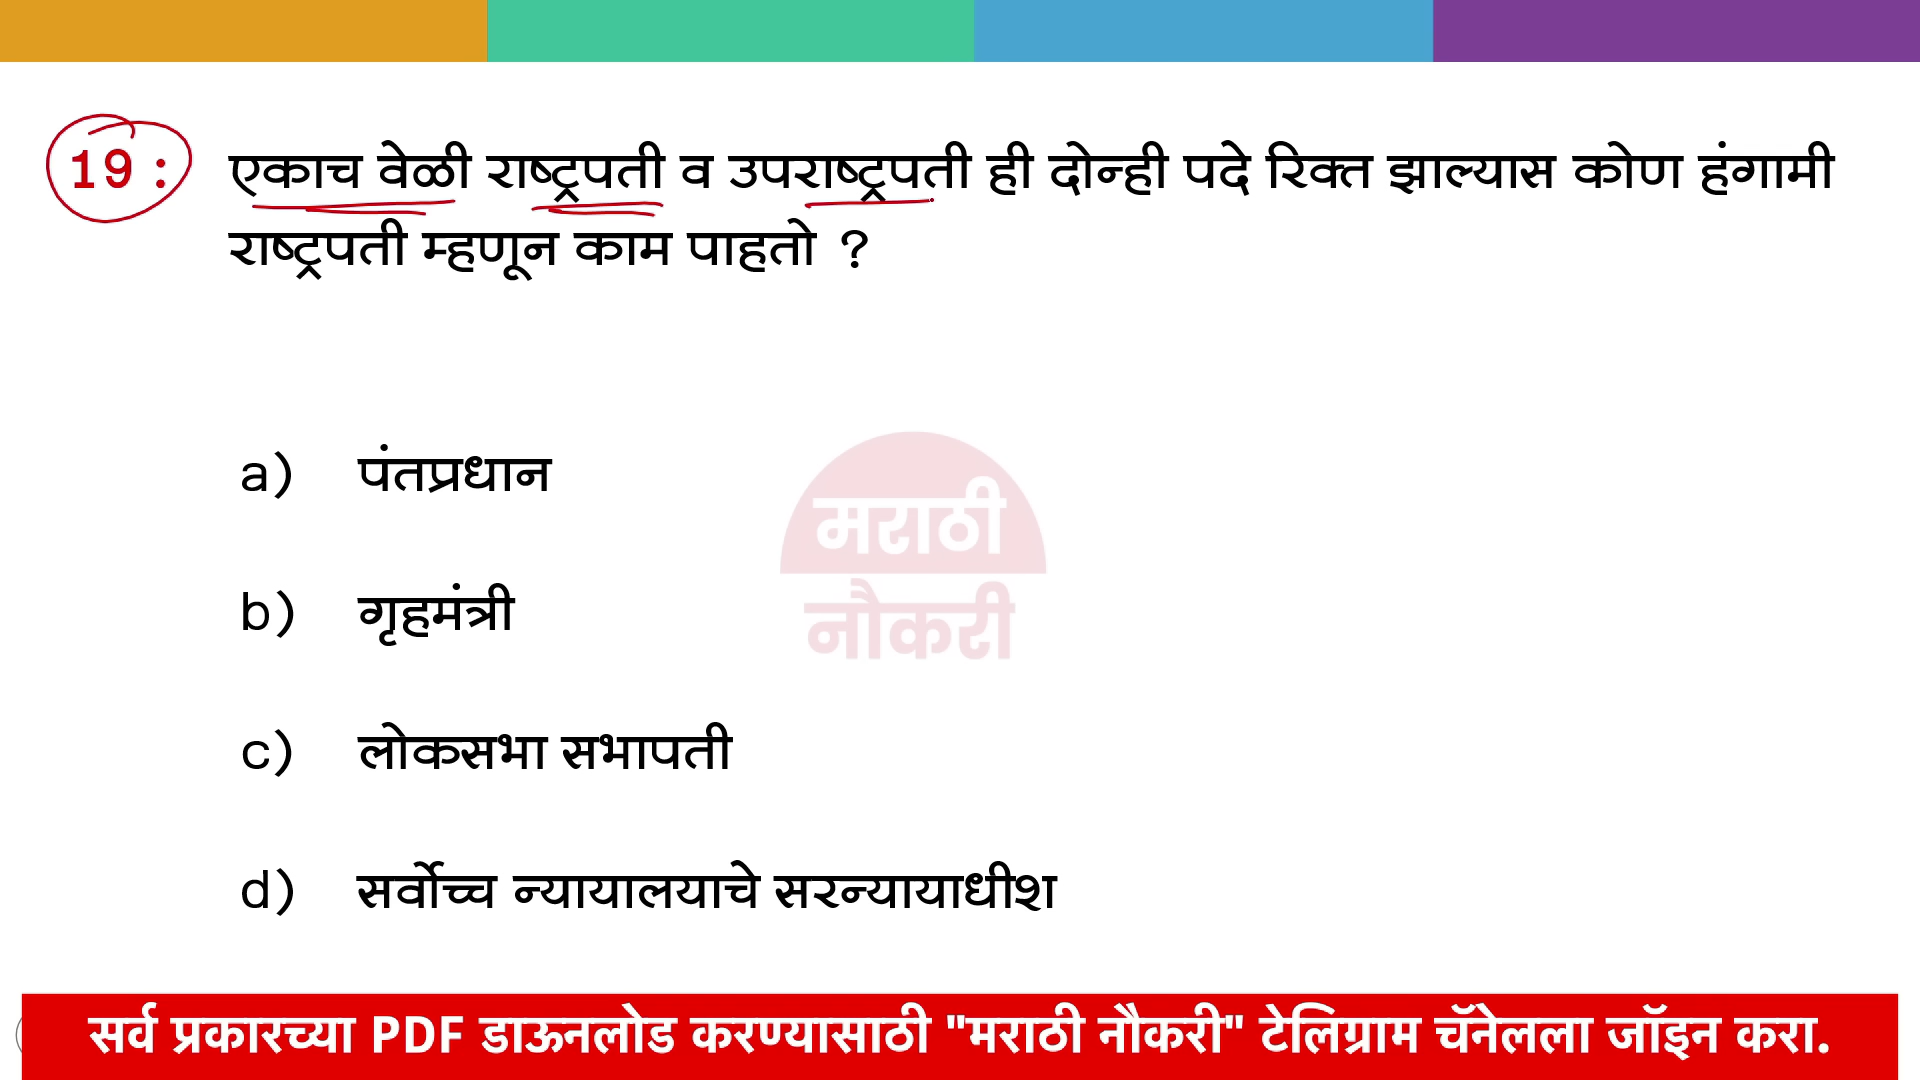 19 : एकाच वेळी राष्ट्रपती व उपराष्ट्रपती ही दोन्ही पदे रिक्त झाल्यास कोण हंगामी
राष्ट्रपती म्हणून काम पाहतो ?
a) पंतप्रधान
मराठी
नौकरी
b) गृहमंत्री
c) लोकसभा सभापती
d) सर्वोच्च न्यायालयाचे सरन्यायाधीश
सर्व प्रकारच्या PDF डाऊनलोड करण्यासाठी "मराठी नौकरी" टेलिग्राम चॅनेलला जॉइन करा.